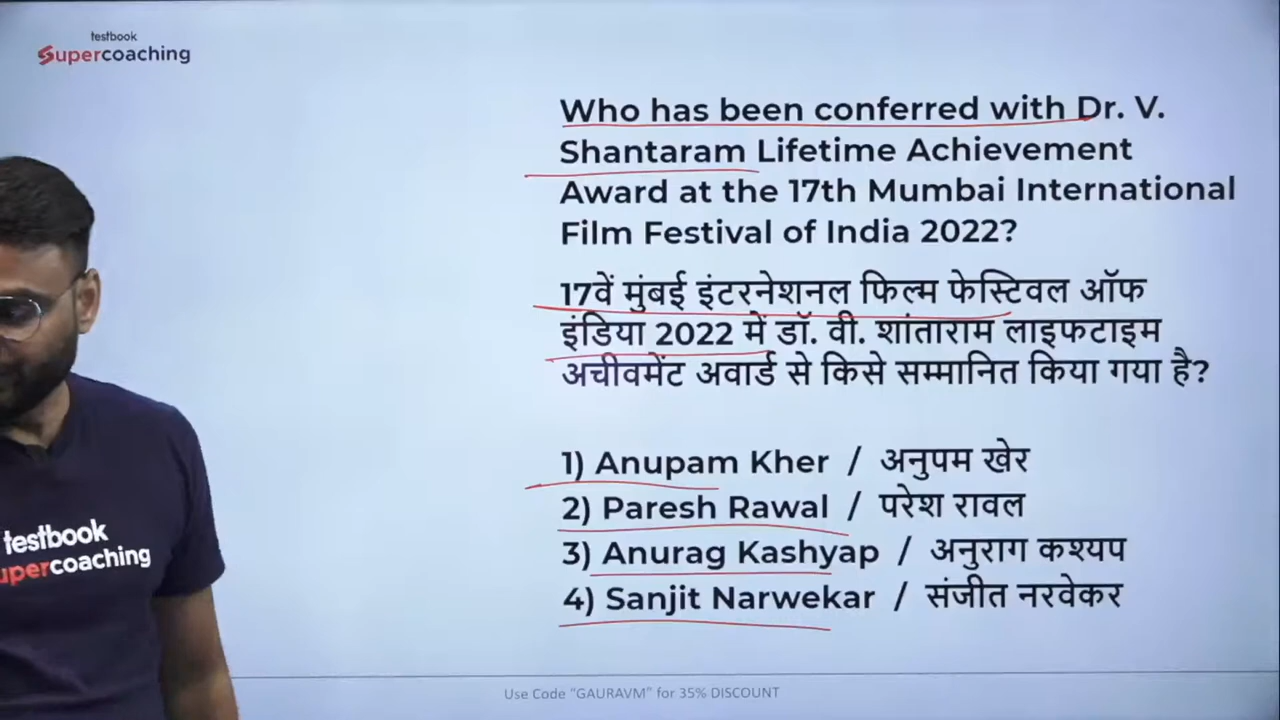 testbook
Supercoaching
Who has been conferred with Dr. V.
Shantaram Lifetime Achievement
Award at the 17th Mumbai International
Film Festival of India 2022?
17वें मुंबई इंटरनेशनल फिल्म फेस्टिवल ऑफ
इंडिया 2022 में डॉ. वी. शांताराम लाइफटाइम
अचीवमेंट अवार्ड से किसे सम्मानित किया गया है?
1) Anupam Kher / अनुपम खेर
2) Paresh Rawal / परेश रावल
3) Anurag Kashyap / अनुराग कश्यप
4) Sanjit Narwekar / संजीत नरवेकर
testbook
upercoaching
Use Code "GAURAVM" for 35% DISCOUNT